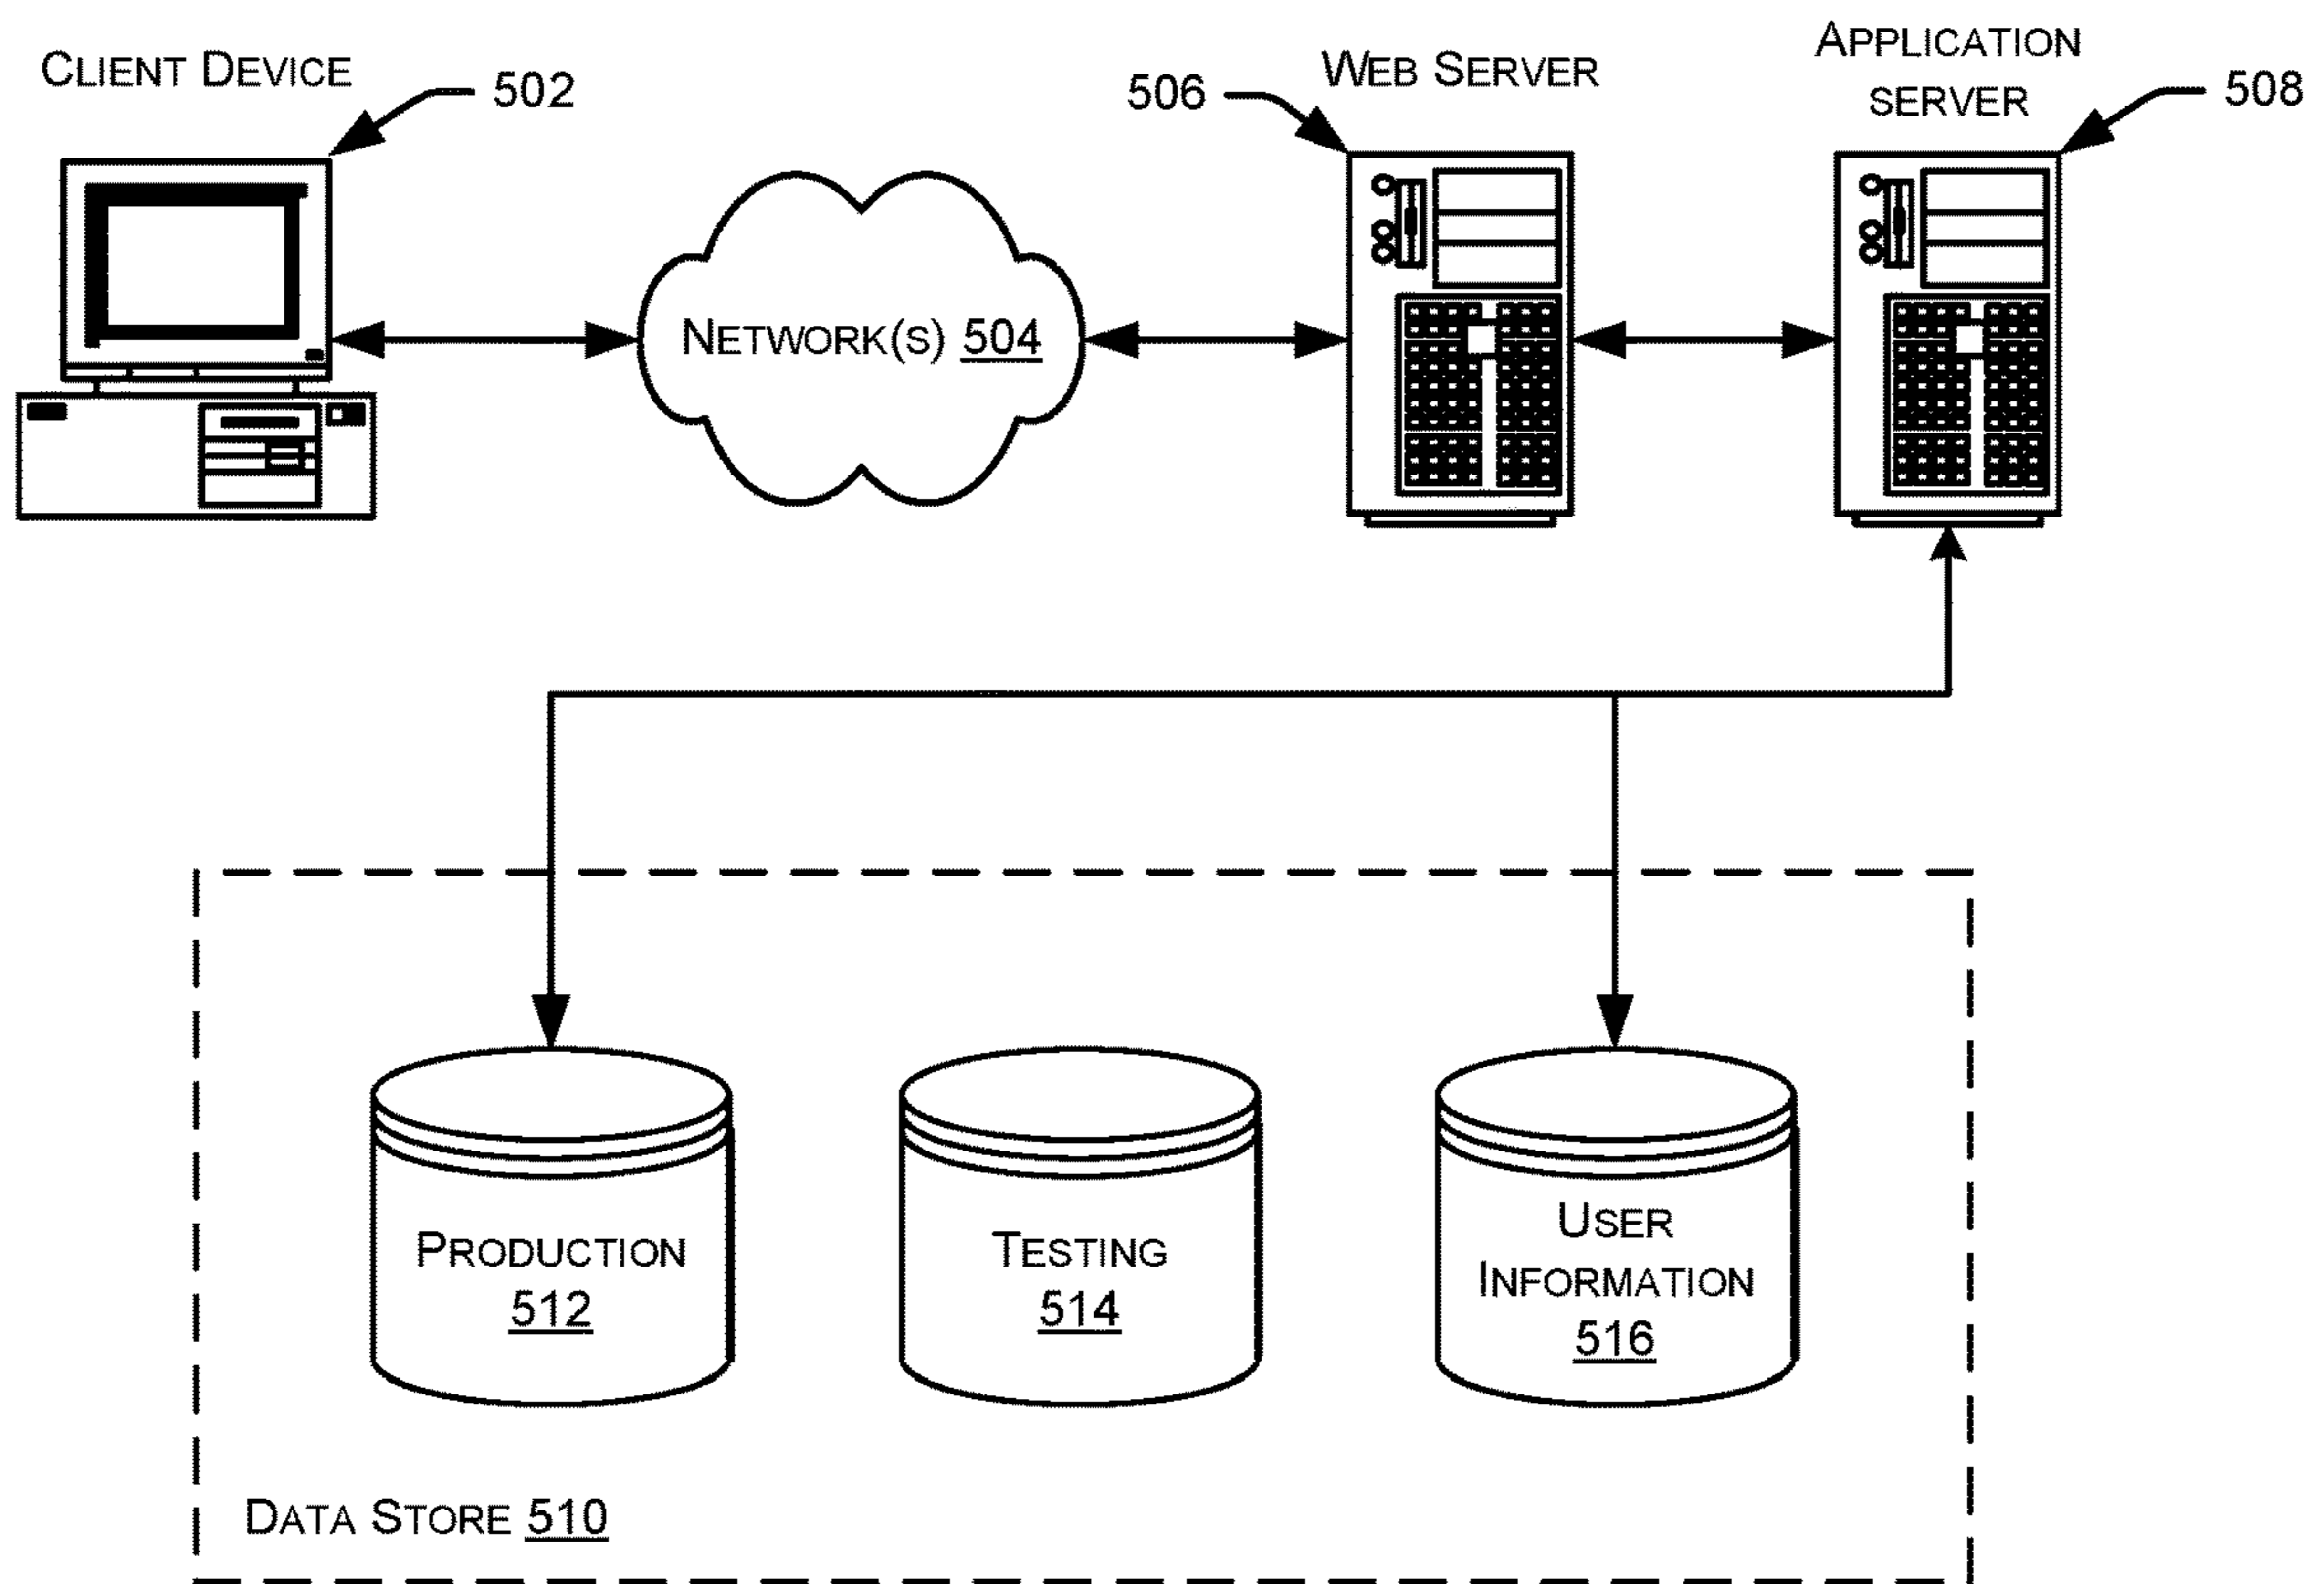 CLIENT DEVICE
502
506
WEB SERVER
APPLICATION
SERVER
508
NETWORK(S) 504
PRODUCTION
512
TESTING
514
USER
INFORMATION
516
DATA STORE 510